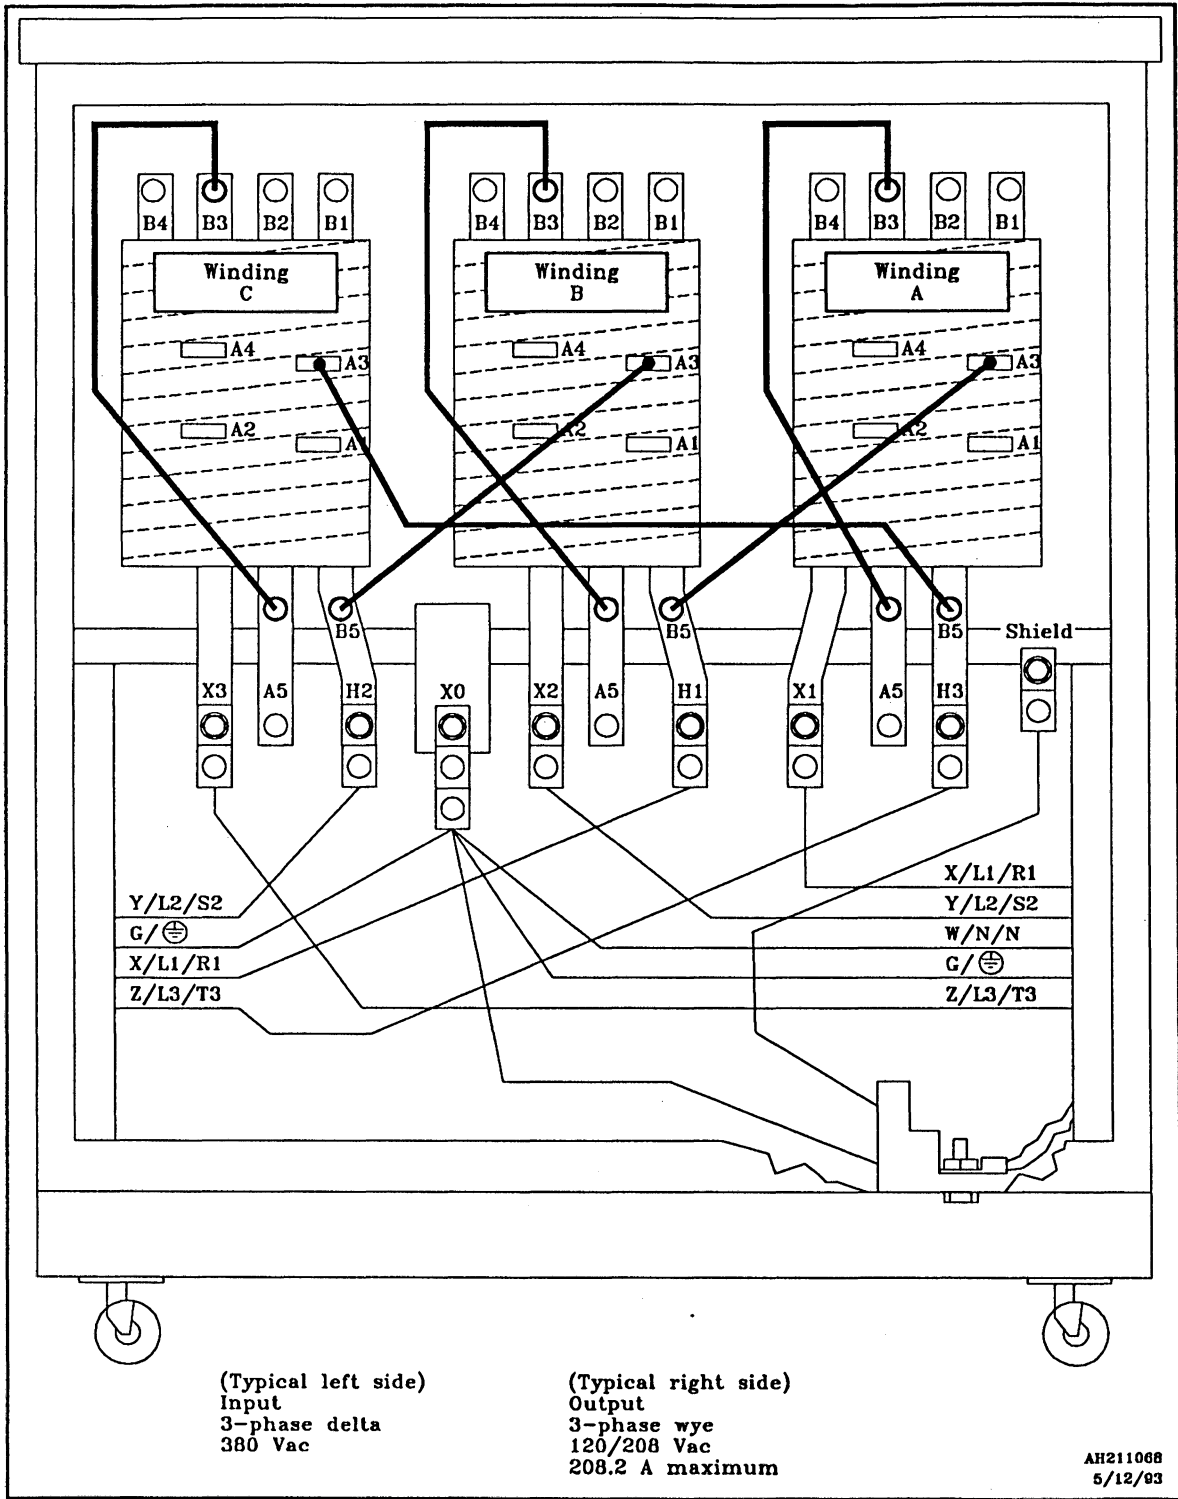 B4 B3 B2 B1 B4 B3 B2 B1 B4 B3 B2 B1
Winding
C
Winding
B
Winding
A
A4 A3 A4 A3 A4 A3
A2 A1 A2 A1 A2 A1
B5 B5 B5 Shield
X3 A5 H2 X0 X2 A5 H1 X1 A5 H3
Y/L2/S2
G/
X/L1/R1
Z/L3/T3
X/L1/R1
Y/L2/S2
W/N/N
G/
Z/L3/T3
(Typical left side)
Input
3-phase delta
380 Vac
(Typical right side)
Output
3-phase wye
120/208 Vac
208.2 A maximum
AH211068
5/12/93